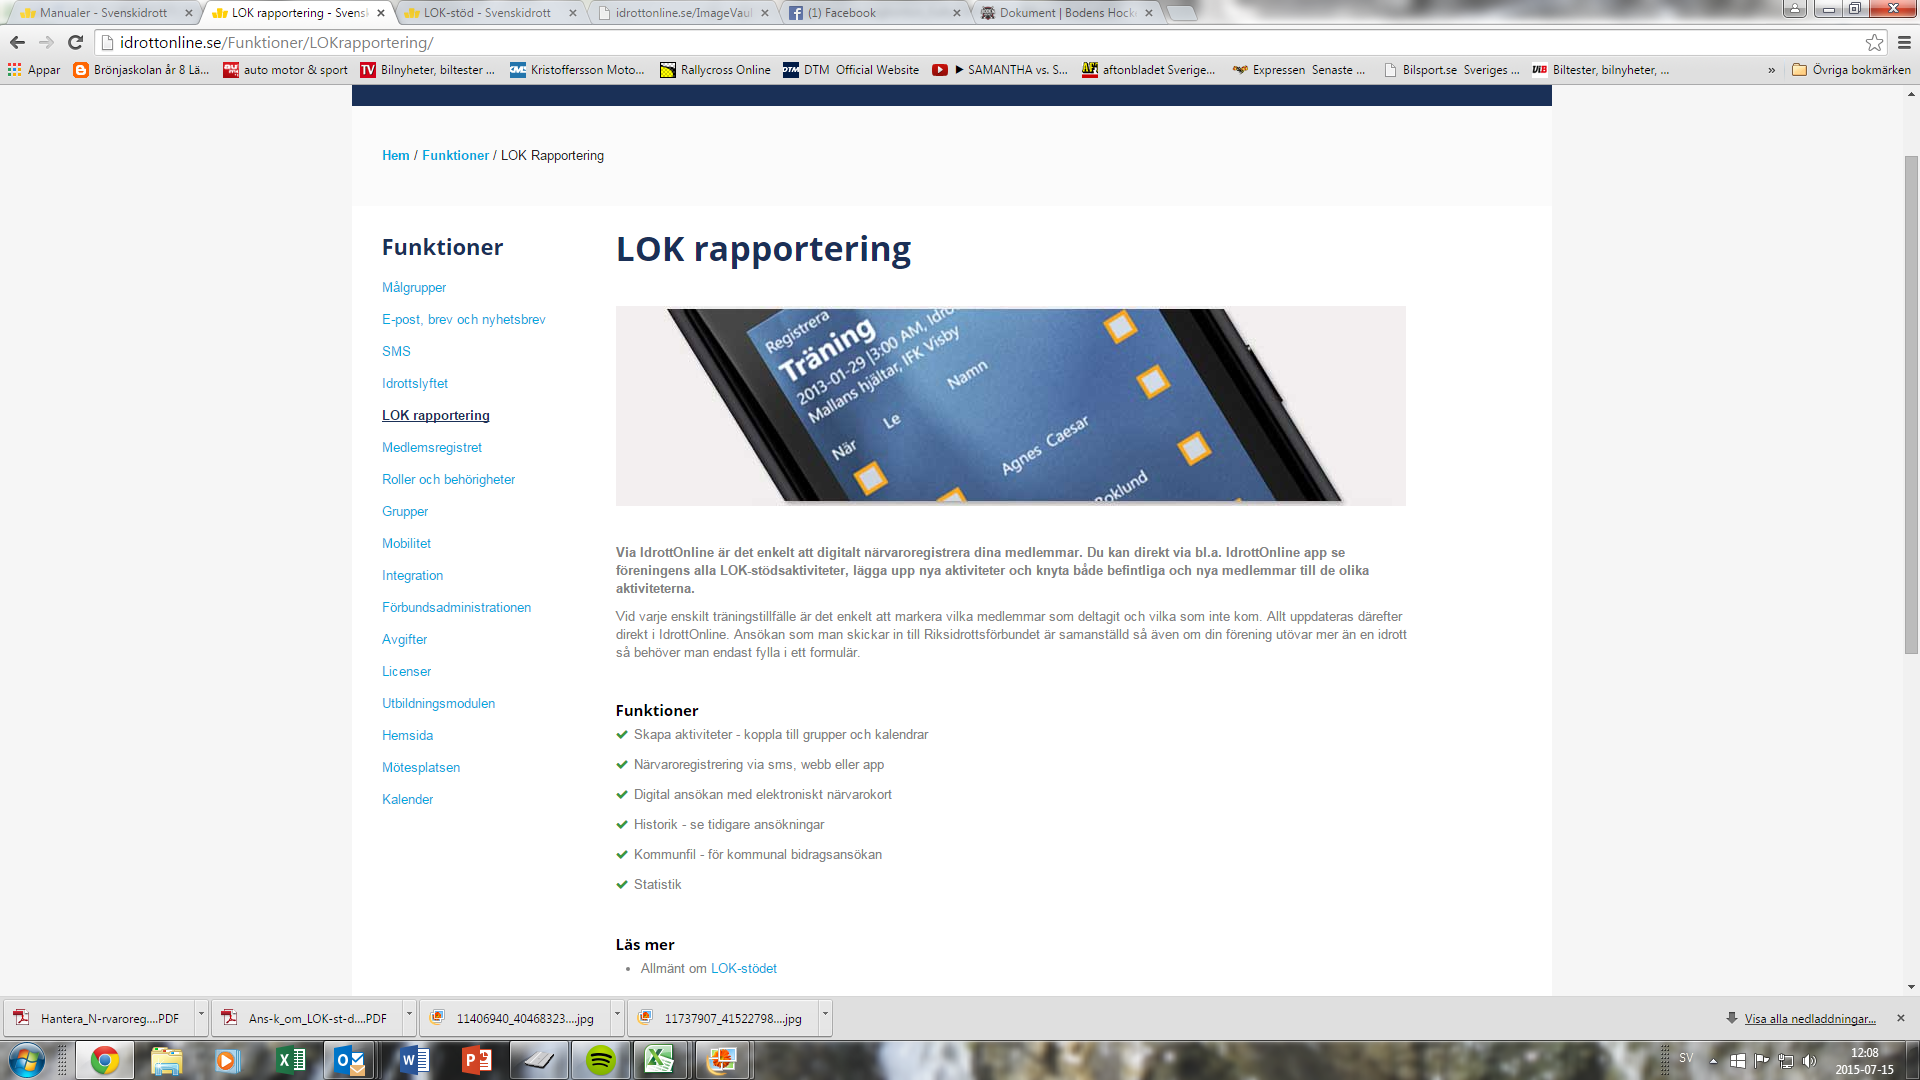 Manualer - Svenskidrott
LOK rapportering - Svensk
LOK-stöd - Svenskidrott
idrottonline.se/ImageVaul
(1) Facebook
Dokument | Bodens Hock
idrottonline.se/Funktioner/LOKrapportering/
Appar
Brönjaskolan år 8 Lä...
auto motor & sport
Bilnyheter, biltester ...
Kristoffersson Moto...
Rallycross Online
DTM Official Website
▶ SAMANTHA vs. S...
aftonbladet Sverige...
Expressen Senaste ...
Bilsport.se Sveriges ...
Biltester, bilnyheter, ...
»
Övriga bokmärken
Hem / Funktioner / LOK Rapportering
Funktioner
Målgrupper
E-post, brev och nyhetsbrev
SMS
Idrottslyftet
LOK rapportering
Medlemsregistret
Roller och behörigheter
Grupper
Mobilitet
Integration
Förbundsadministrationen
Avgifter
Licenser
Utbildningsmodulen
Hemsida
Mötesplatsen
Kalender
LOK rapportering
Registrera
Träning
2013-01-29 |3:00 AM, Idro
Mallans hjältar, IFK Visby
När Le Namn
Agnes Caesar
Roklund
Via IdrottOnline är det enkelt att digitalt närvaroregistrera dina medlemmar. Du kan direkt via bl.a. IdrottOnline app se
föreningens alla LOK-stödsaktiviteter, lägga upp nya aktiviteter och knyta både befintliga och nya medlemmar till de olika
aktiviteterna.
Vid varje enskilt träningstillfälle är det enkelt att markera vilka medlemmar som deltagit och vilka som inte kom. Allt uppdateras därefter
direkt i IdrottOnline. Ansökan som man skickar in till Riksidrottsförbundet är samanställd så även om din förening utövar mer än en idrott
så behöver man endast fylla i ett formulär.
Funktioner
Skapa aktiviteter - koppla till grupper och kalendrar
Närvaroregistrering via sms, webb eller app
Digital ansökan med elektroniskt närvarokort
Historik - se tidigare ansökningar
Kommunfil - för kommunal bidragsansökan
Statistik
Läs mer
Allmänt om LOK-stödet
Hantera_N-rvaroreg....PDF
Ans-k_om_LOK-st-d....PDF
11406940_40468323....jpg
11737907_41522798....jpg
Visa alla nedladdningar...
SV
12:08
2015-07-15